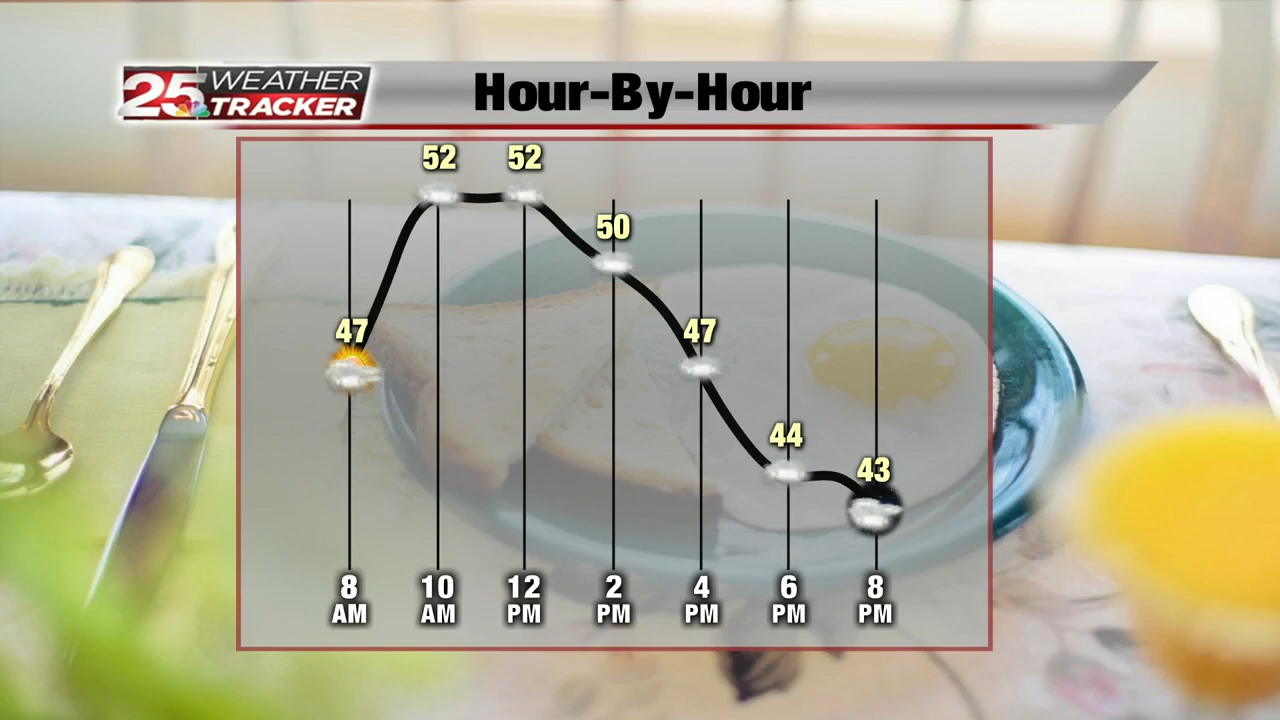 25 WEATHER
TRACKER
Hour-By-Hour
52 52
50
47 47
44
43
8 10 12 2 4 6 8
AM AM PM PM PM PM PM